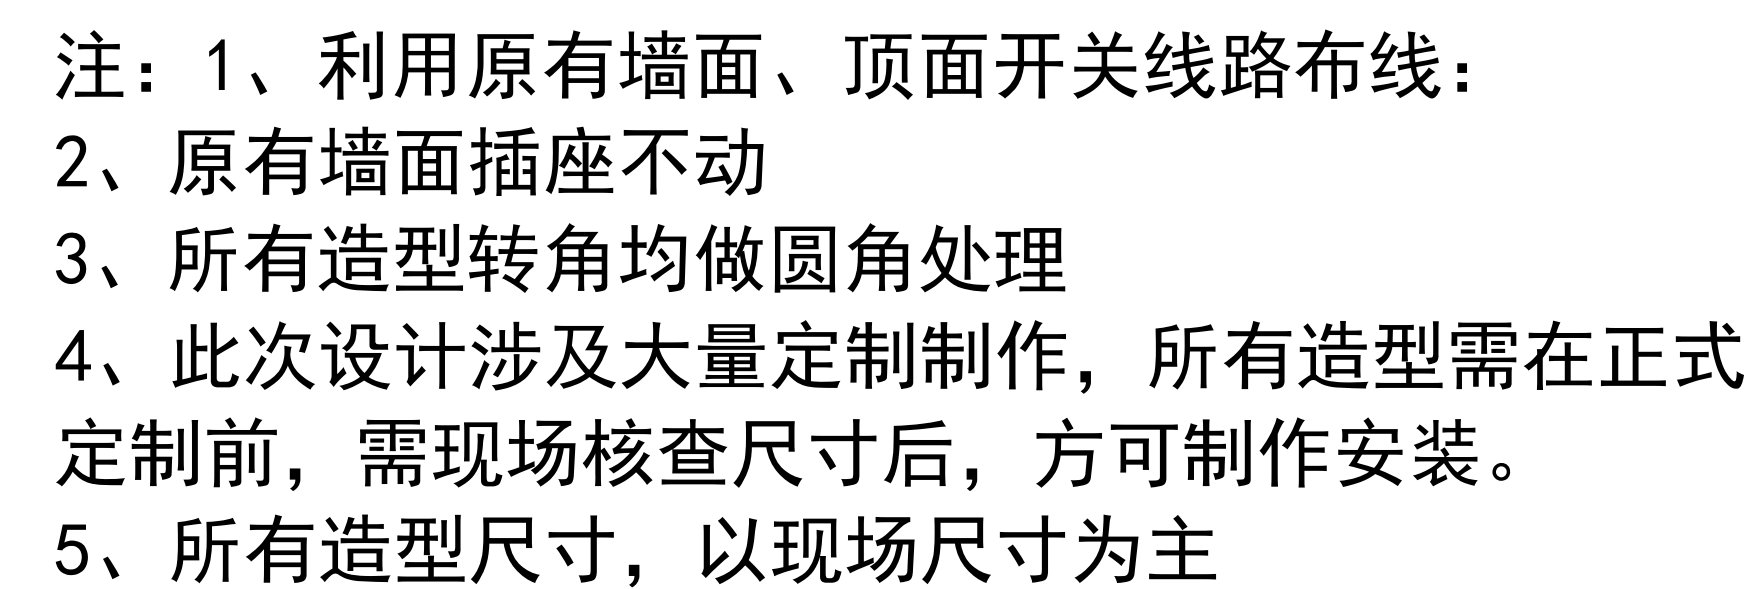 注：1、利用原有墙面、顶面开关线路布线：
2、原有墙面插座不动
3、所有造型转角均做圆角处理
4、此次设计涉及大量定制制作，所有造型需在正式
定制前，需现场核查尺寸后，方可制作安装。
5、所有造型尺寸，以现场尺寸为主